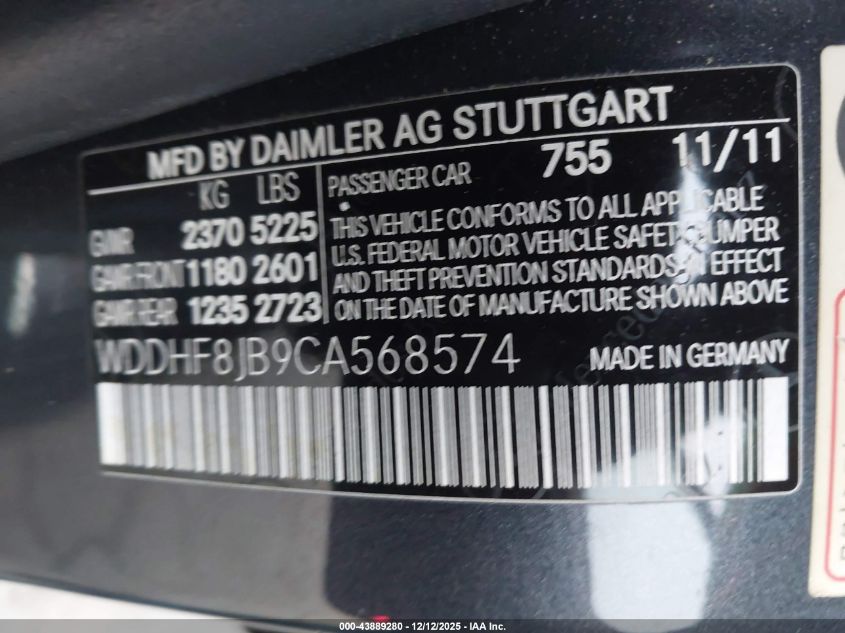 MFD BY DAIMLER AG STUTTGART
KG LBS PASSENGER CAR 755 11/11
GVWR 2370 5225
GAWR FRONT 1180 2601
GAWR REAR 1235 2723
THIS VEHICLE CONFORMS TO ALL APPLICABLE
U.S. FEDERAL MOTOR VEHICLE SAFETY BUMPER
AND THEFT PREVENTION STANDARDS IN EFFECT
ON THE DATE OF MANUFACTURE SHOWN ABOVE
WDDHF8JB9CA568574 MADE IN GERMANY
000-43889280 - 12/12/2025 - IAA Inc.